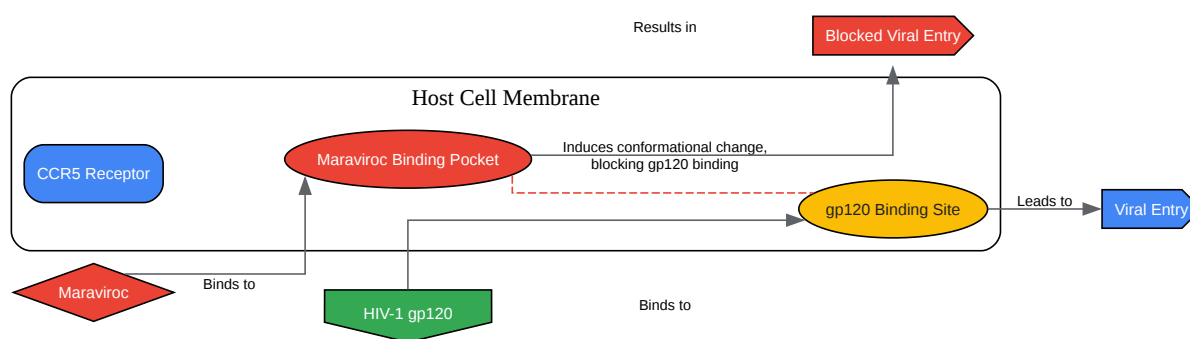 Results in
Blocked Viral Entry
Host Cell Membrane
CCR5 Receptor
Maraviroc Binding Pocket
Induces conformational change,
blocking gp120 binding
gp120 Binding Site
Leads to
Viral Entry
Maraviroc
Binds to
HIV-1 gp120
Binds to